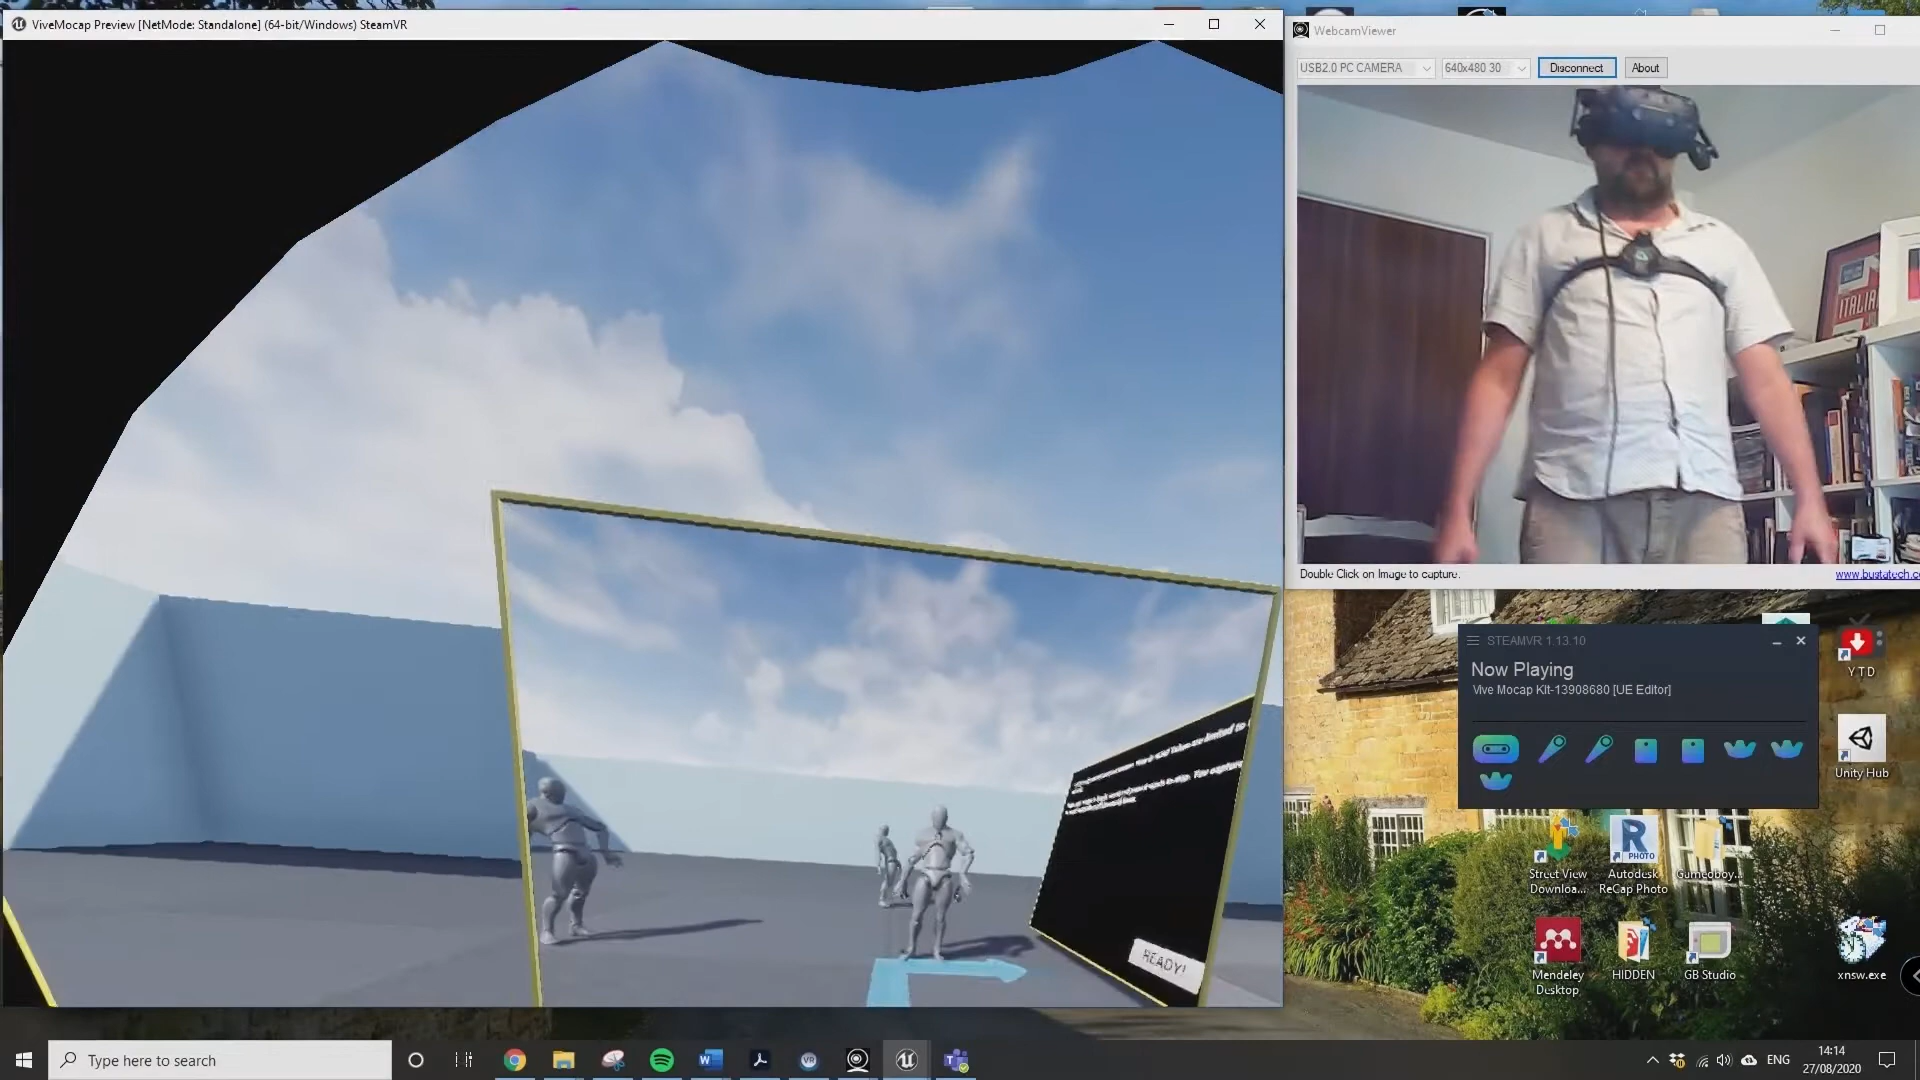 ViveMocap Preview [NetMode: Standalone] (64-bit/Windows) SteamVR
WebcamViewer
USB2.0 PC CAMERA
640x480 30
Disconnect
About
ITALIA
Double Click on Image to capture.
www.bustatech.c
STEAMVR 1.13.10
Now Playing
Vive Mocap Kit-13908680 [UE Editor]
YTD
Unity Hub
READY!
R
PHOTO
Street View
Downloa...
Autodesk
ReCap Photo
Gameboy...
Mendeley
Desktop
HIDDEN
GB Studio
xnsw.exe
Type here to search
ENG
14:14
27/08/2020